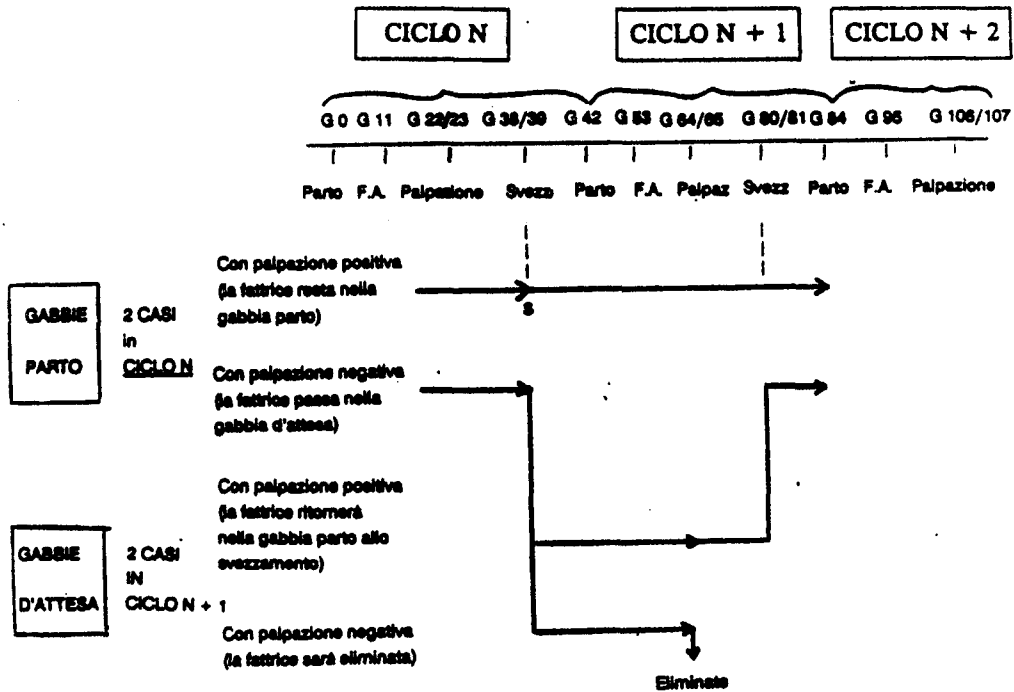 CICLO N CICLO N + 1 CICLO N + 2
G 0 G 11 G 22/23 G 38/39 G 42 G 53 G 64/65 G 80/81 G 84 G 95 G 106/107
Parto F.A. Palpazione Svezz Parto F.A. Palpaz Svezz Parto F.A. Palpazione
Con palpazione positiva
(la fattrice resta nella
gabbia parto)
GABBIE
PARTO
2 CASI
in
CICLO N
s
Con palpazione negativa
(la fattrice passa nella
gabbia d'attesa)
Con palpazione positiva
(la fattrice ritornerá
nella gabbia parto allo
svezzamento)
GABBIE
D'ATTESA
2 CASI
IN
CICLO N + 1
Con palpazione negativa
(la fattrice sará eliminata)
Eliminate